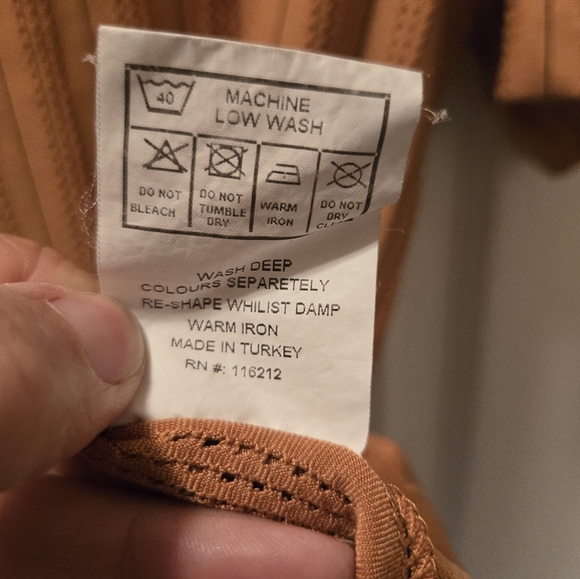 40
MACHINE
LOW WASH
DO NOT
BLEACH
DO NOT
TUMBLE
DRY
WARM
IRON
DO NOT
DRY
WASH DEEP
COLOURS SEPARETELY
RE-SHAPE WHILIST DAMP
WARM IRON
MADE IN TURKEY
RN #: 116212